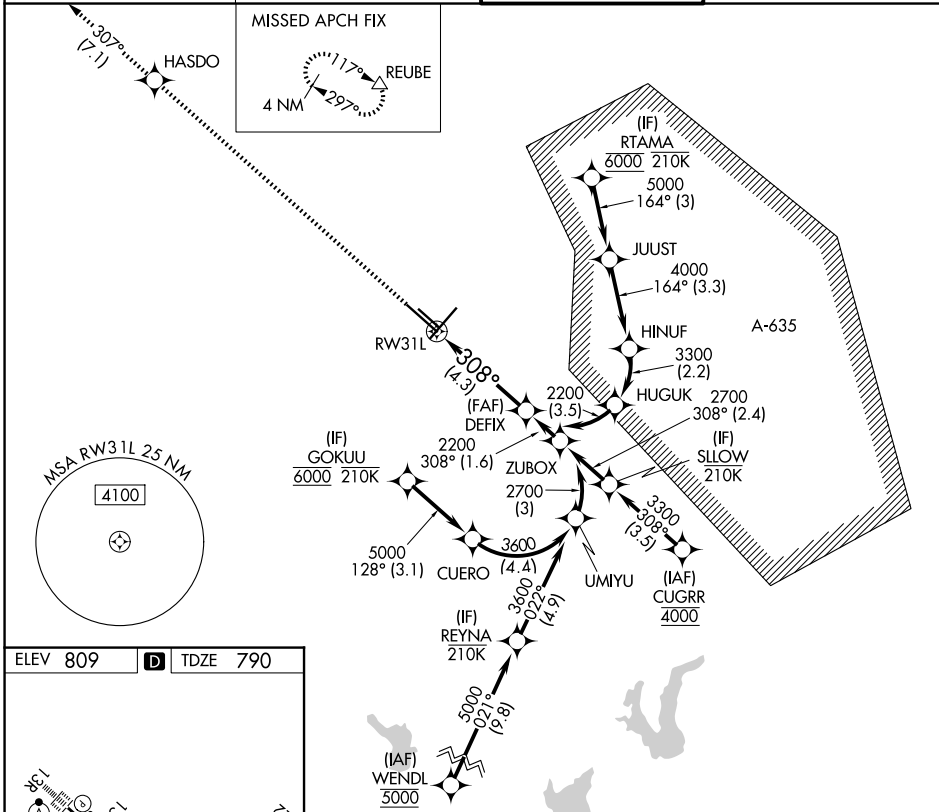 MISSED APCH FIX
117°
REUBE
4 NM
297°
307°
(7.1)
HASDO
(IF)
RTAMA
6000 210K
5000
164° (3)
JUUST
4000
164° (3.3)
A-635
HINUF
3300
(2.2)
RW31L
308°
(4.3)
(FAF)
DEFIX
2200
(3.5)
HUGUK
2700
308° (2.4)
(IF)
SLLOW
210K
2200
308° (1.6)
ZUBOX
(IF)
GOKUU
6000 210K
2700
(3)
3300
308°
(3.5)
MSA RW31L 25 NM
4100
5000
128° (3.1)
CUERO
3600
(4.4)
UMIYU
(IAF)
CUGRR
4000
3600
022°
(4.9)
(IF)
REYNA
210K
5000
021°
(9.8)
(IAF)
WENDL
5000
ELEV 809 D TDZE 790
13R
P